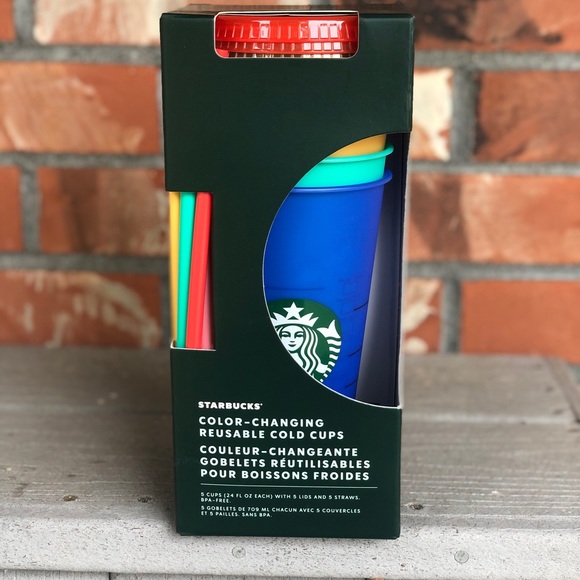 STARBUCKS®
COLOR-CHANGING
REUSABLE COLD CUPS
COULEUR-CHANGEANTE
GOBELETS RÉUTILISABLES
POUR BOISSONS FROIDES
5 CUPS (24 FL OZ EACH) WITH 5 LIDS AND 5 STRAWS.
BPA-FREE.
5 GOBELETS DE 709 ML CHACUN AVEC 5 COUVERCLES
ET 5 PAILLES. SANS BPA.